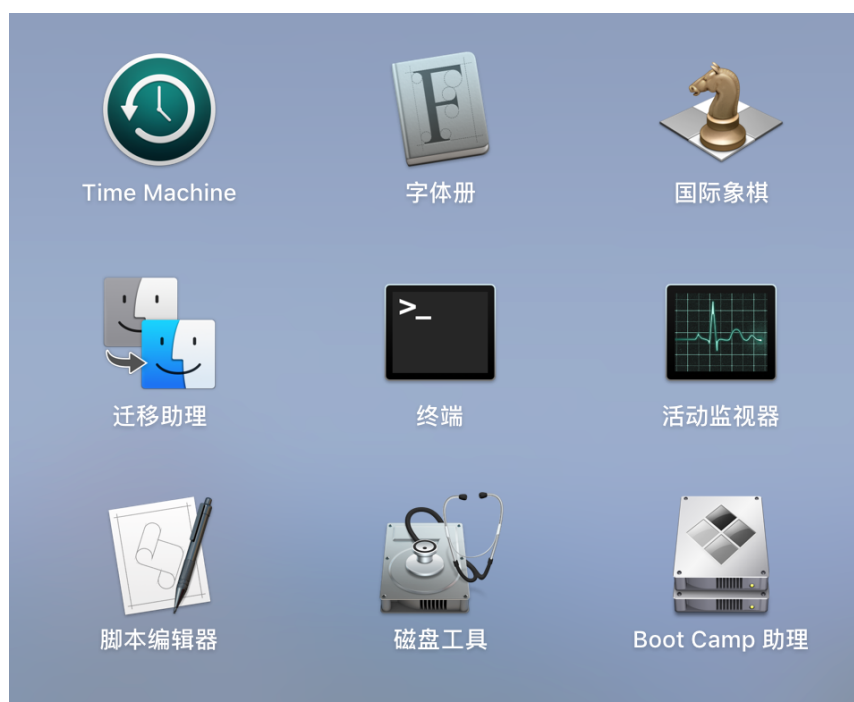 Time Machine
字体册
国际象棋
迁移助理
>_
终端
活动监视器
脚本编辑器
磁盘工具
Boot Camp 助理